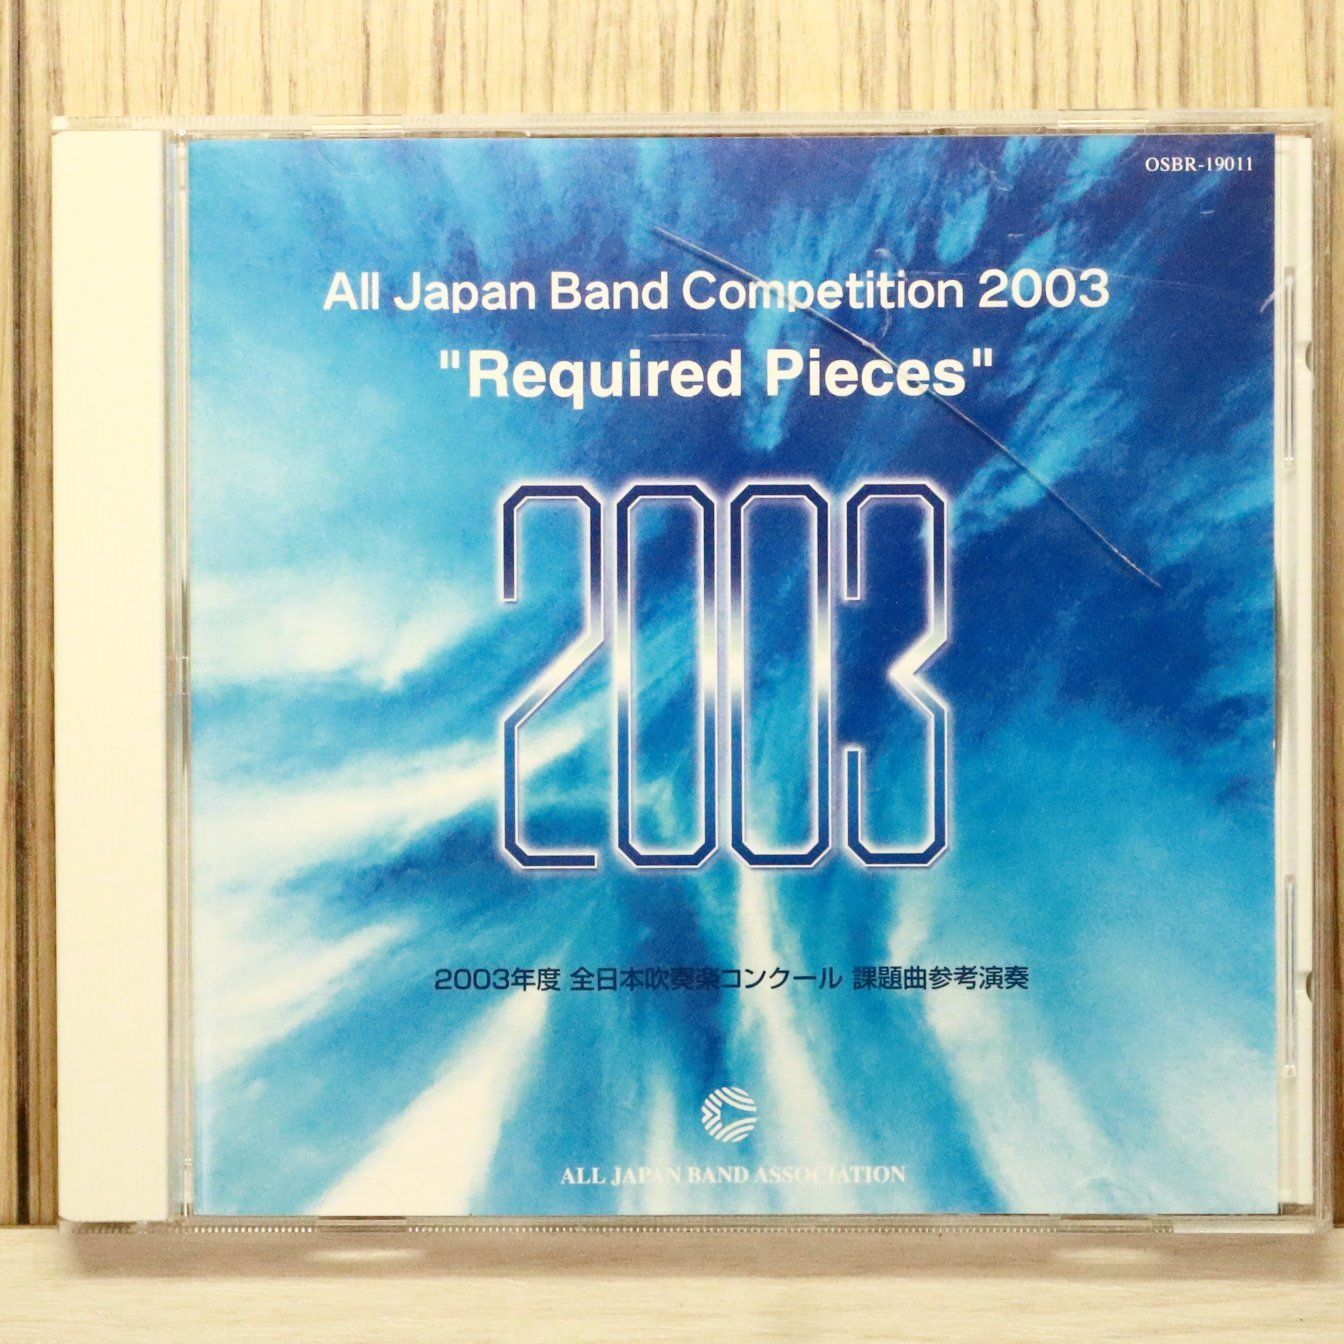 OSBR-19011
All Japan Band Competition 2003
"Required Pieces"
2003
2003年度 全日本吹奏楽コンクール 課題曲参考演奏
ALL JAPAN BAND ASSOCIATION